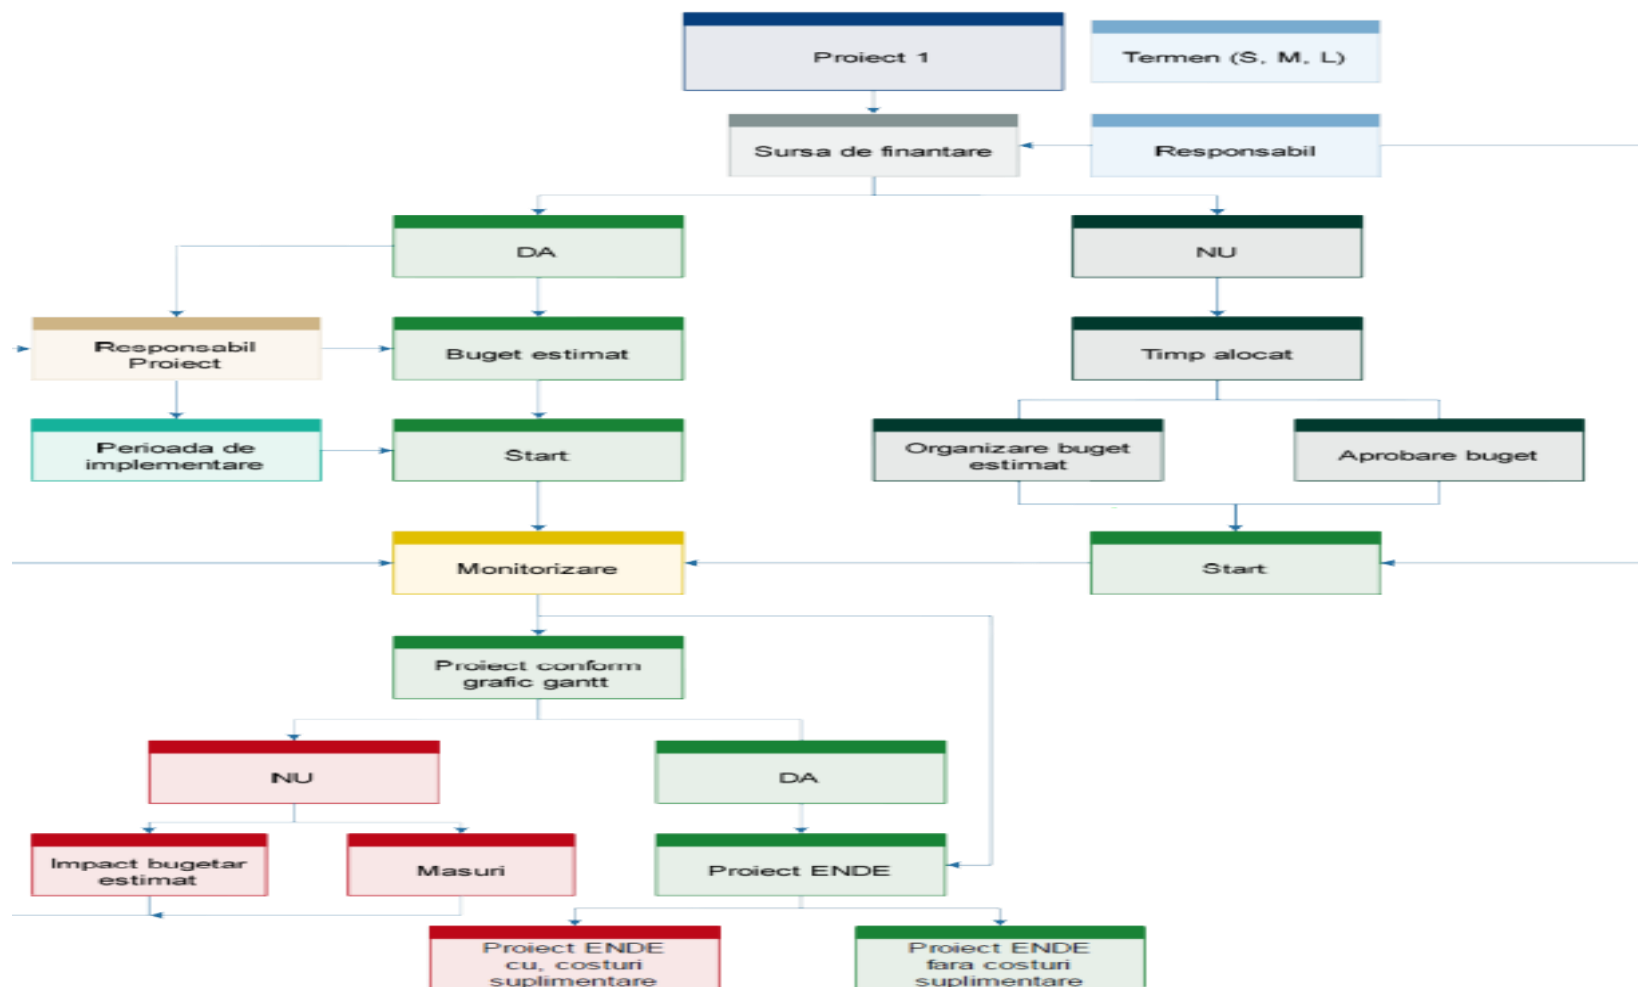 Proiect 1
Termen (S, M, L)
Sursa de finantare
Responsabil
DA
NU
Responsabil
Proiect
Buget estimat
Timp alocat
Perioada de
implementare
Start
Organizare buget
estimat
Aprobare buget
Monitorizare
Start
Proiect conform
grafic gantt
NU
DA
Impact bugetar
estimat
Masuri
Proiect ENDE
Proiect ENDE
cu, costuri
suplimentare
Proiect ENDE
fara costuri
suplimentare